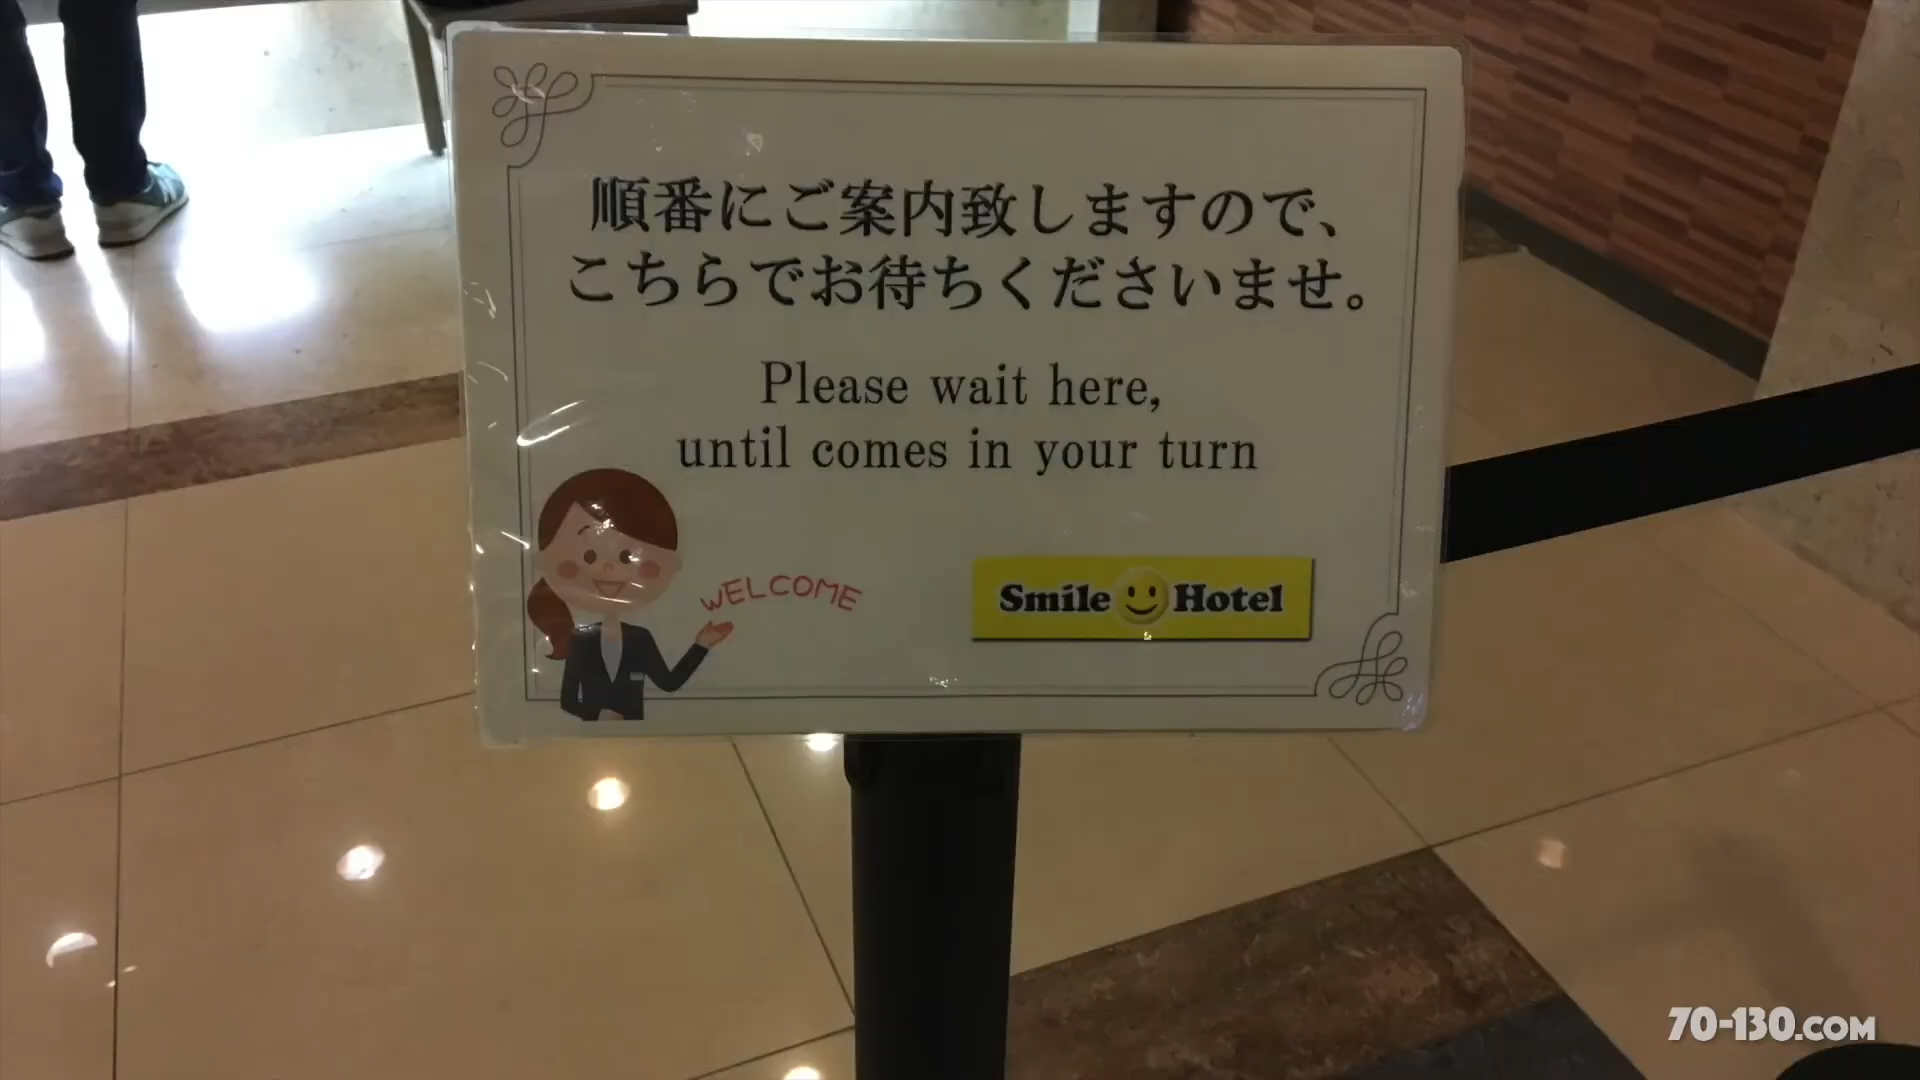 順番にご案内致しますので、
こちらでお待ちくださいませ。
Please wait here,
until comes in your turn
WELCOME
Smile Hotel
70-130.COM